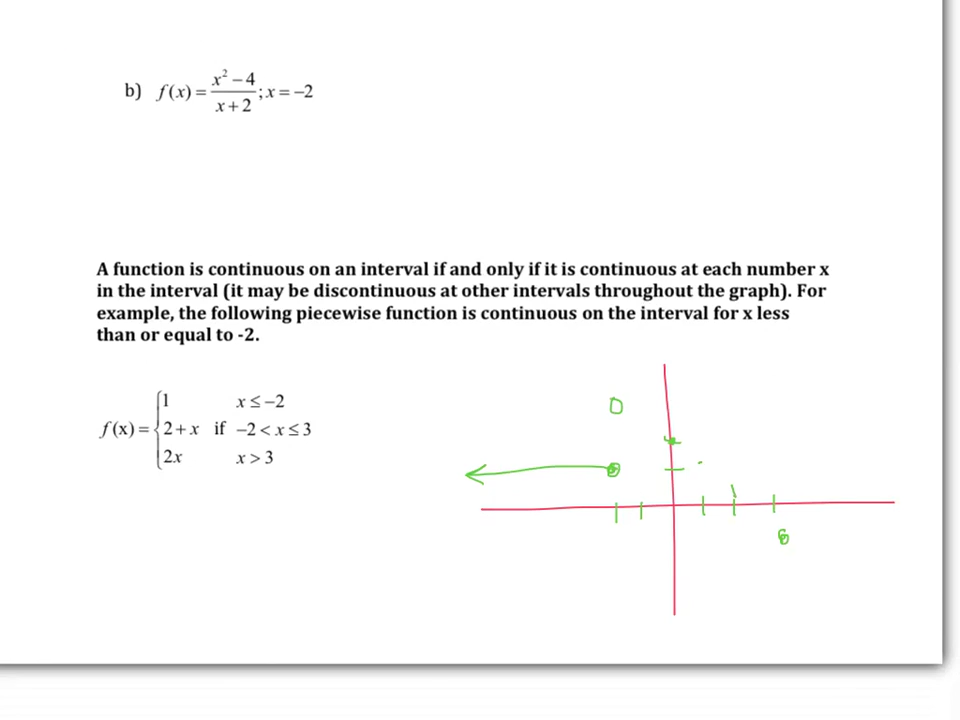 b) f(x) = x² − 4 / x + 2 ; x = −2
A function is continuous on an interval if and only if it is continuous at each number x
in the interval (it may be discontinuous at other intervals throughout the graph). For
example, the following piecewise function is continuous on the interval for x less
than or equal to -2.
1 x ≤ −2
f(x) = { 2 + x if −2 < x ≤ 3
2x x > 3